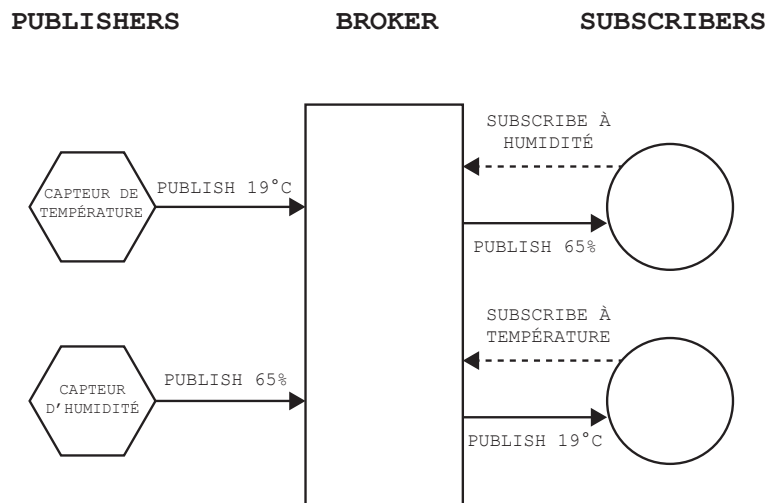 PUBLISHERS
BROKER
SUBSCRIBERS
SUBSCRIBE À
HUMIDITÉ
CAPTEUR DE
TEMPÉRATURE
PUBLISH 19°C
PUBLISH 65%
SUBSCRIBE À
TEMPÉRATURE
CAPTEUR
D’HUMIDITÉ
PUBLISH 65%
PUBLISH 19°C